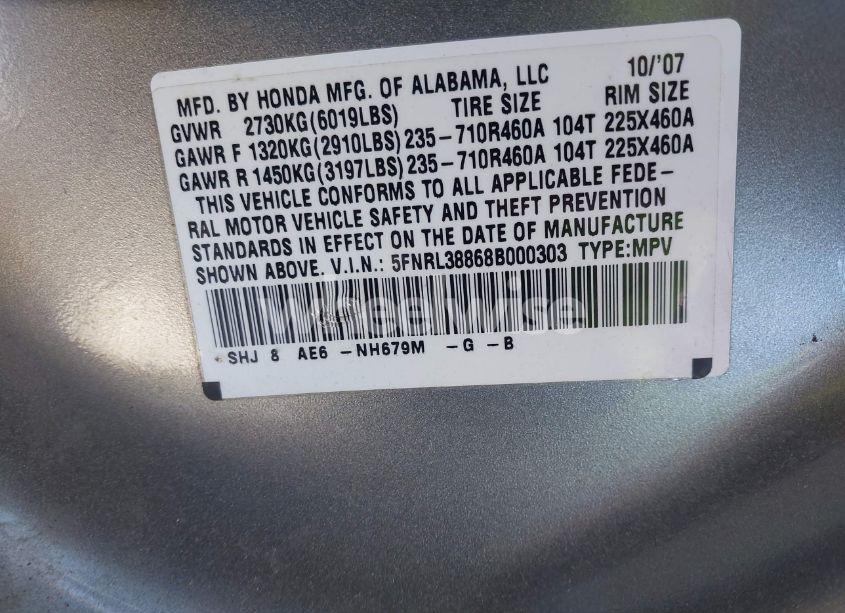 MFD. BY HONDA MFG. OF ALABAMA, LLC 10/'07
GVWR 2730KG(6019LBS) TIRE SIZE RIM SIZE
GAWR F 1320KG(2910LBS) 235-710R460A 104T 225X460A
GAWR R 1450KG(3197LBS) 235-710R460A 104T 225X460A
THIS VEHICLE CONFORMS TO ALL APPLICABLE FEDE-
RAL MOTOR VEHICLE SAFETY AND THEFT PREVENTION
STANDARDS IN EFFECT ON THE DATE OF MANUFACTURE
SHOWN ABOVE. V.I.N.: 5FNRL38868B000303 TYPE:MPV
wheelwise
SHJ 8 AE6 -NH679M -G -B